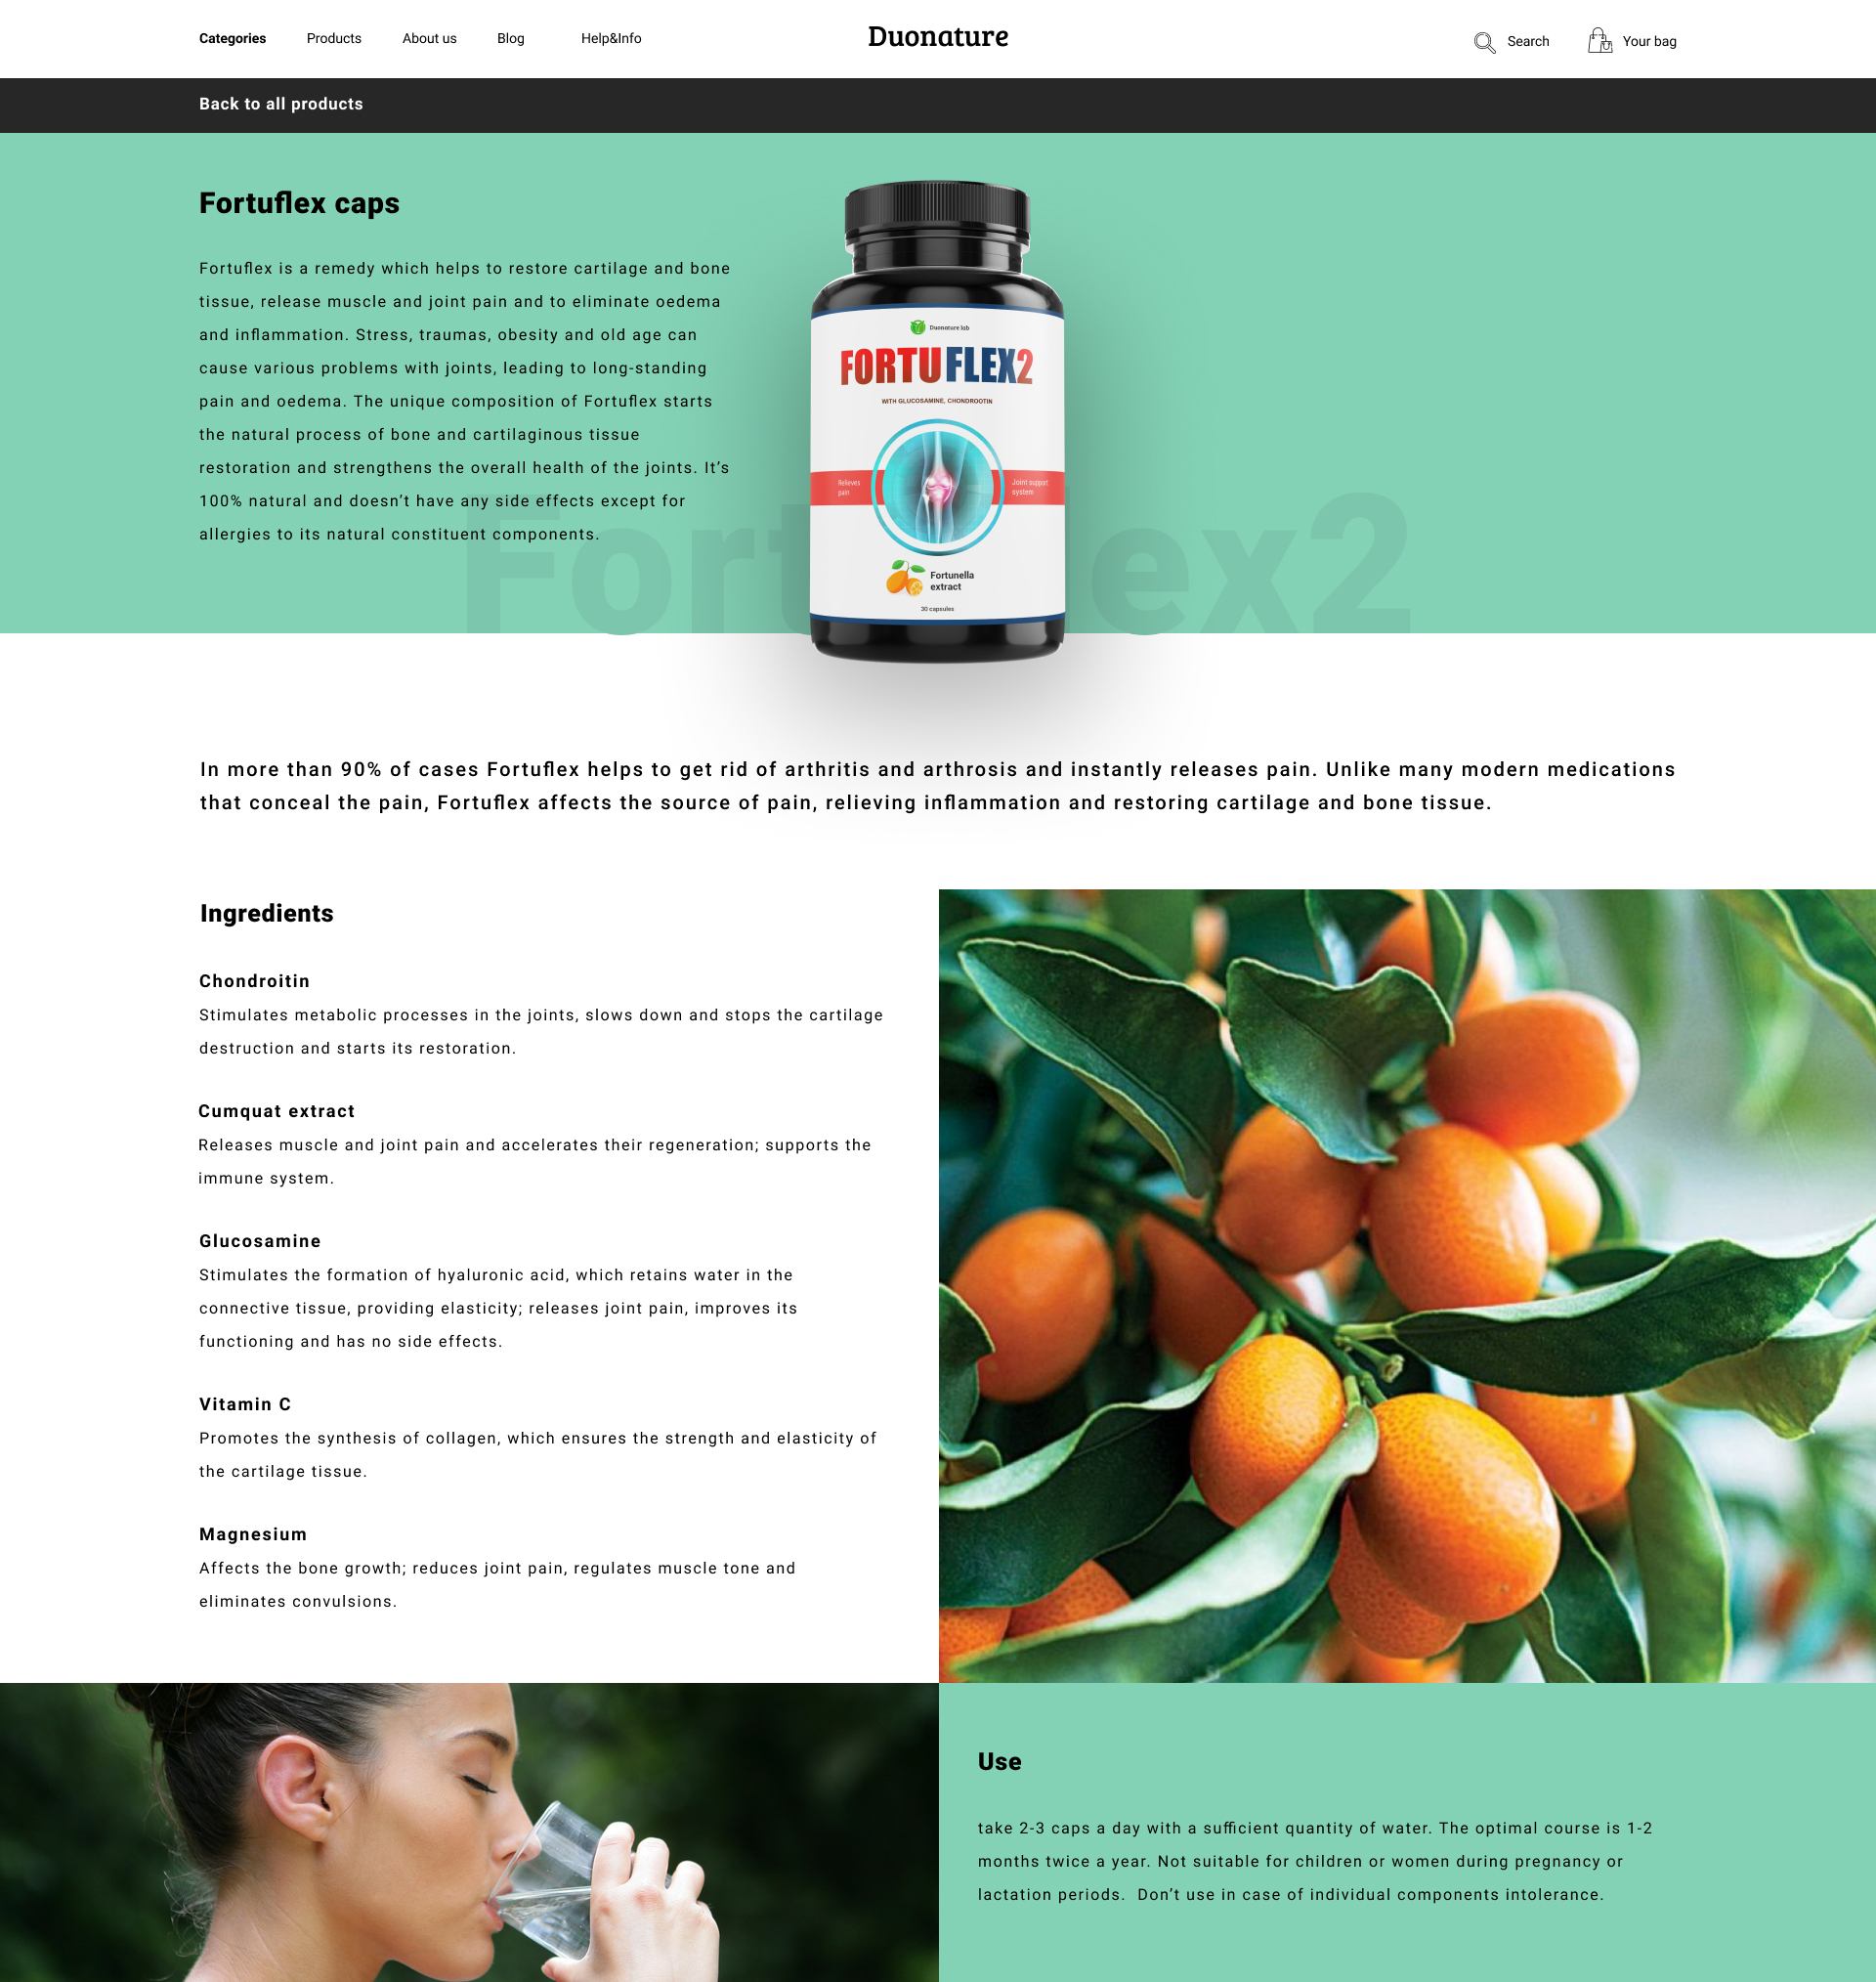 Categories
Products
About us
Blog
Help&Info
Duonature
Search
Your bag
Back to all products
Fortuflex caps
Fortuflex is a remedy which helps to restore cartilage and bone
tissue, release muscle and joint pain and to eliminate oedema
and inflammation. Stress, traumas, obesity and old age can
cause various problems with joints, leading to long-standing
pain and oedema. The unique composition of Fortuflex starts
the natural process of bone and cartilaginous tissue
restoration and strengthens the overall health of the joints. It’s
100% natural and doesn’t have any side effects except for
allergies to its natural constituent components.
Duonature lab
FORTUFLEX2
WITH GLUCOSAMINE, CHONDROOTIN
Relieves
pain
Joint support
system
Fortunella
extract
30 capsules
Fortuflex2
In more than 90% of cases Fortuflex helps to get rid of arthritis and arthrosis and instantly releases pain. Unlike many modern medications
that conceal the pain, Fortuflex affects the source of pain, relieving inflammation and restoring cartilage and bone tissue.
Ingredients
Chondroitin
Stimulates metabolic processes in the joints, slows down and stops the cartilage
destruction and starts its restoration.
Cumquat extract
Releases muscle and joint pain and accelerates their regeneration; supports the
immune system.
Glucosamine
Stimulates the formation of hyaluronic acid, which retains water in the
connective tissue, providing elasticity; releases joint pain, improves its
functioning and has no side effects.
Vitamin C
Promotes the synthesis of collagen, which ensures the strength and elasticity of
the cartilage tissue.
Magnesium
Affects the bone growth; reduces joint pain, regulates muscle tone and
eliminates convulsions.
Use
take 2-3 caps a day with a sufficient quantity of water. The optimal course is 1-2
months twice a year. Not suitable for children or women during pregnancy or
lactation periods.  Don’t use in case of individual components intolerance.